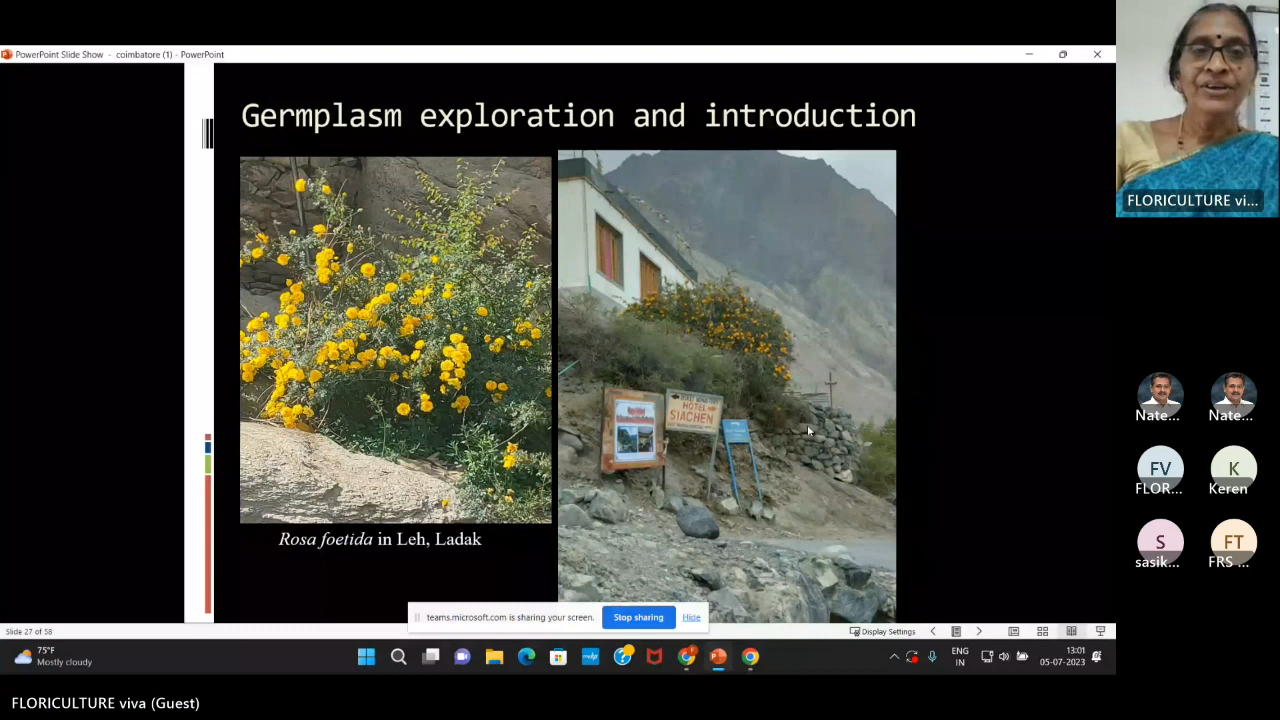 PowerPoint Slide Show - coimbatore (1) - PowerPoint
Germplasm exploration and introduction
HOTEL
SIACHEN
Rosa foetida in Leh, Ladak
teams.microsoft.com is sharing your screen.
Stop sharing
Hide
Slide 27 of 58
Display Settings
75°F
Mostly cloudy
ENG
IN
13:01
05-07-2023
FLORICULTURE vi...
Nate...
Nate...
FV
FLOR...
K
Keren
S
sasik...
FT
FRS ...
FLORICULTURE viva (Guest)